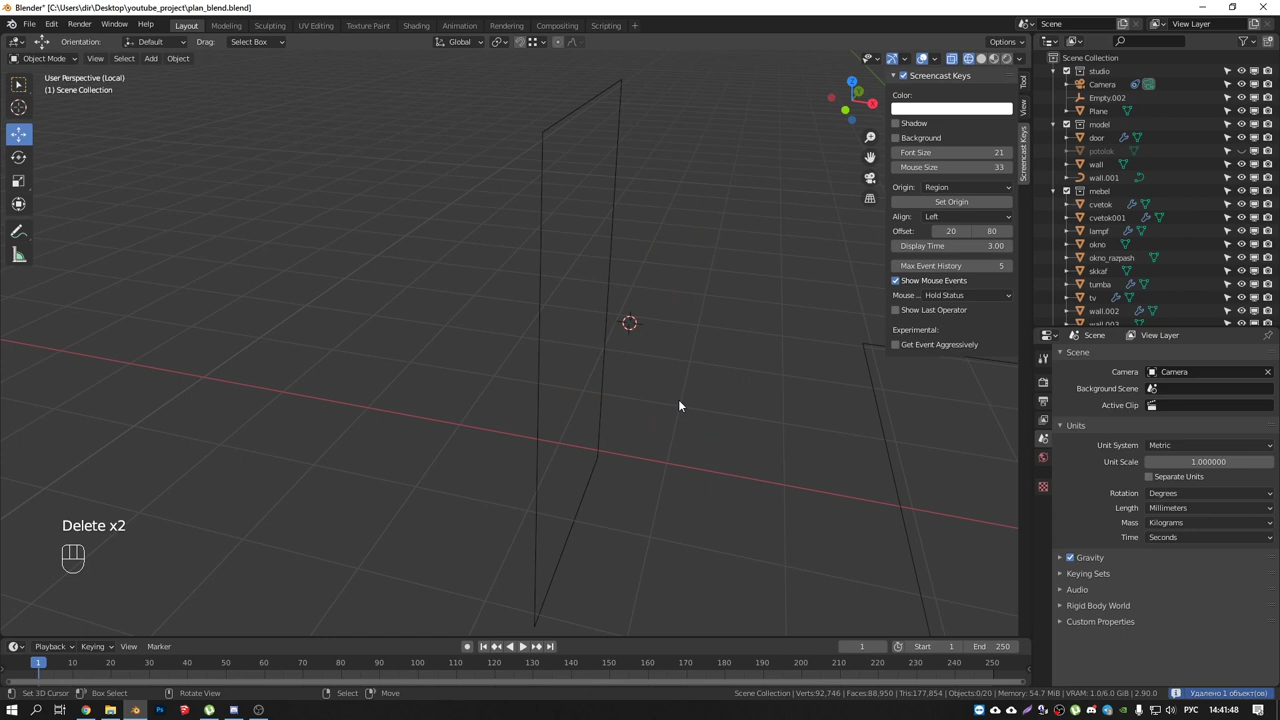 Blender* [C:\Users\dir\Desktop\youtube_project\plan_blend.blend]
File Edit Render Window Help Layout Modeling Sculpting UV Editing Texture Paint Shading Animation Rendering Compositing Scripting Scene View Layer
Orientation: Default Drag: Select Box Global Options
Object Mode View Select Add Object
User Perspective (Local)
(1) Scene Collection
Screencast Keys
Color:
Shadow
Background
Font Size 21
Mouse Size 33
Origin: Region
Set Origin
Align: Left
Offset: 20 80
Display Time 3.00
Max Event History 5
Show Mouse Events
Mouse ... Hold Status
Show Last Operator
Experimental:
Get Event Aggressively
Tool
View
Screencast Keys
Scene Collection
studio
Camera
Empty.002
Plane
model
door
potolok
wall
wall.001
mebel
cvetok
cvetok001
lampf
okno
okno_razpash
skkaf
tumba
tv
wall.002
wall.003
Scene View Layer
Scene
Camera Camera
Background Scene
Active Clip
Units
Unit System Metric
Unit Scale 1.000000
Separate Units
Rotation Degrees
Length Millimeters
Mass Kilograms
Time Seconds
Gravity
Keying Sets
Audio
Rigid Body World
Custom Properties
Delete x2
Playback Keying View Marker 1 Start 1 End 250
1 10 20 30 40 50 60 70 80 90 100 110 120 130 140 150 160 170 180 190 200 210 220 230 240 250
Set 3D Cursor Box Select Rotate View Select Move Scene Collection | Verts:92,746 | Faces:88,950 | Tris:177,854 | Objects:0/20 | Memory: 54.7 MiB | VRAM: 1.0/6.0 GiB | 2.90.0 Удалено 1 объект(ов)
РУС 14:41:48